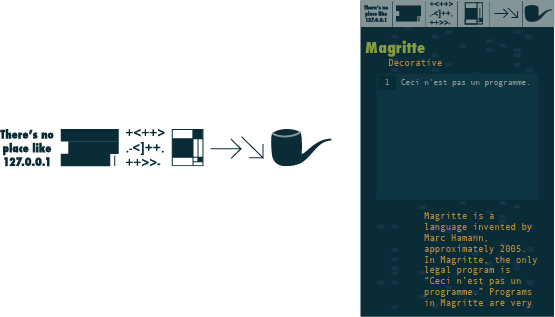 There's no
place like
127.0.0.1
+<++>
.-<]++.
++>>-
There's no
place like
127.0.0.1
+<++>
.-<]++.
++>>-
Magritte
Decorative
1 Ceci n'est pas un programme.
Magritte is a
language invented by
Marc Hamann,
approximately 2005.
In Magritte, the only
legal program is
“Ceci n'est pas un
programme.” Programs
in Magritte are very